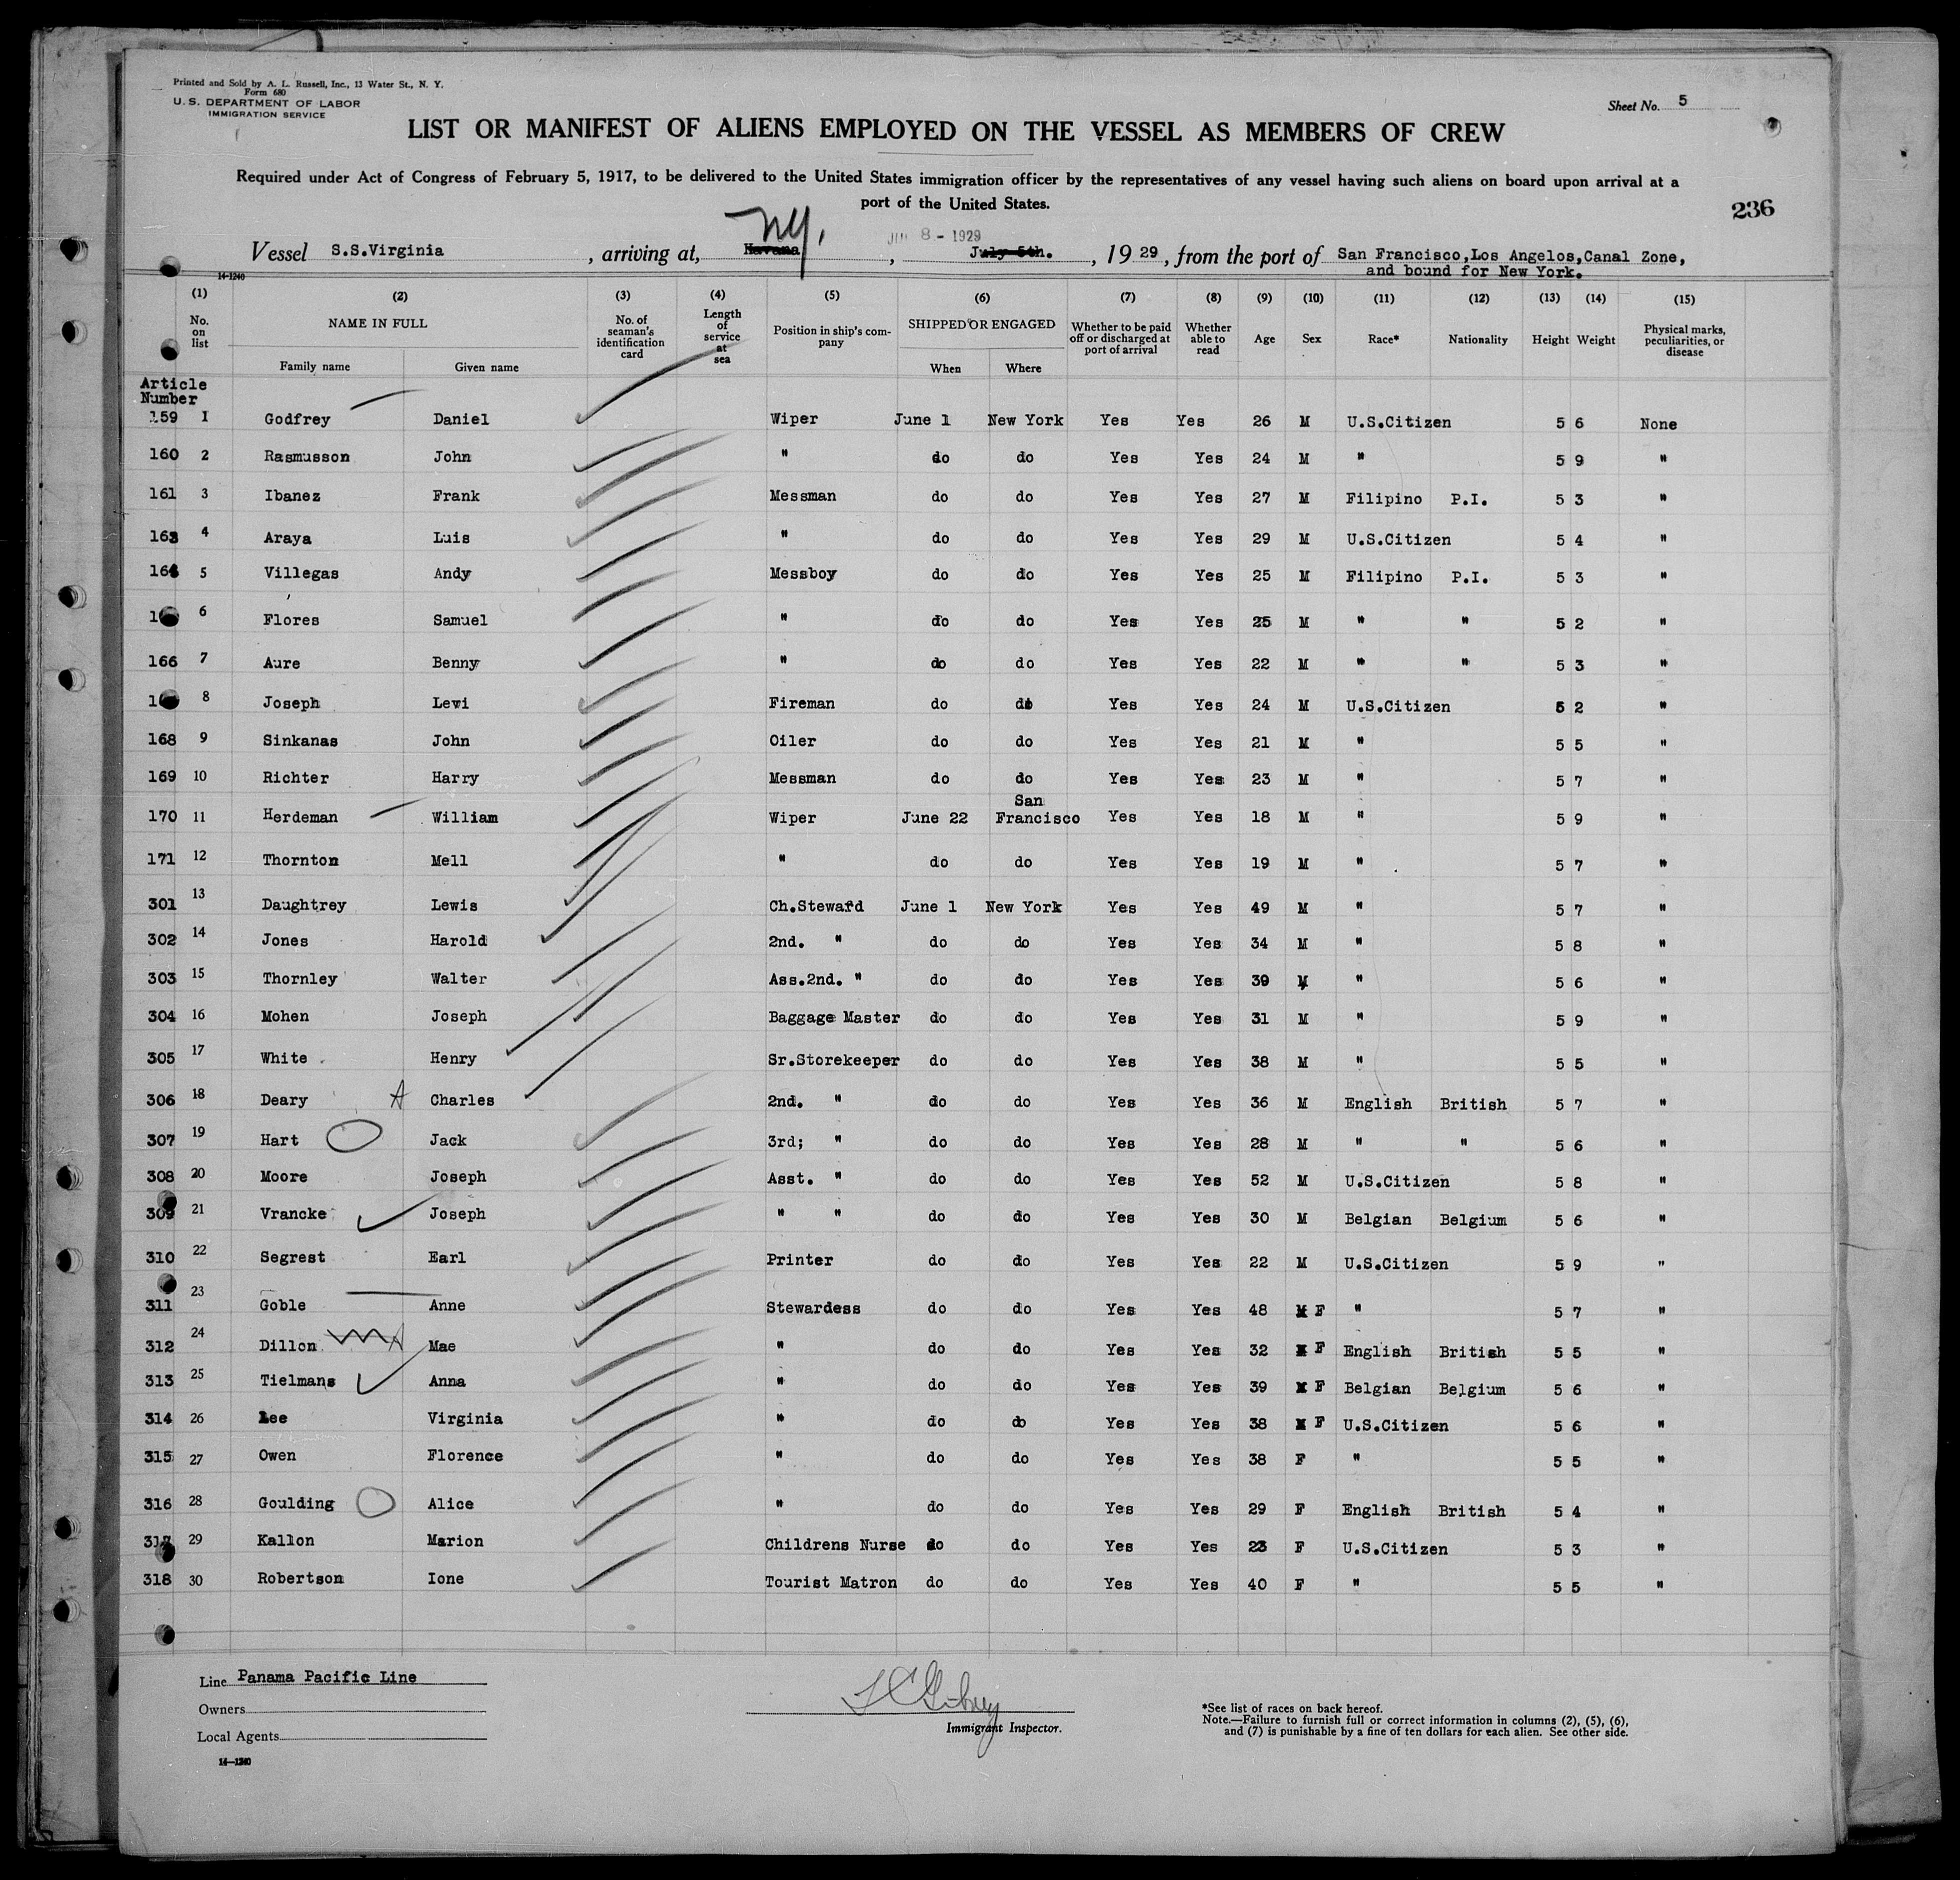 Printed and Sold by A. L. Russell, Inc., 13 Water St., N. Y.
Form 680
U. S. DEPARTMENT OF LABOR
IMMIGRATION SERVICE
Sheet No. 5
LIST OR MANIFEST OF ALIENS EMPLOYED ON THE VESSEL AS MEMBERS OF CREW
Required under Act of Congress of February 5, 1917, to be delivered to the United States immigration officer by the representatives of any vessel having such aliens on board upon arrival at a
port of the United States.
236
NY.
8 - 1929
Vessel S.S.Virginia , arriving at, Havana , July 5th. , 19 29 , from the port of San Francisco,Los Angelos,Canal Zone,
and bound for New York.
14-1240
(1) (2) (3) (4) (5) (6) (7) (8) (9) (10) (11) (12) (13) (14) (15)
No. on list NAME IN FULL Family name Given name No. of seaman's identification card Length of service at sea Position in ship's company SHIPPED OR ENGAGED When Where Whether to be paid off or discharged at port of arrival Whether able to read Age Sex Race* Nationality Height Weight Physical marks, peculiarities, or disease
Article
Number
159 1 Godfrey Daniel Wiper June 1 New York Yes Yes 26 M U.S.Citizen 5 6 None
160 2 Rasmusson John " do do Yes Yes 24 M " 5 9 "
161 3 Ibanez Frank Messman do do Yes Yes 27 M Filipino P.I. 5 3 "
163 4 Araya Luis " do do Yes Yes 29 M U.S.Citizen 5 4 "
164 5 Villegas Andy Messboy do do Yes Yes 25 M Filipino P.I. 5 3 "
6 Flores Samuel " do do Yes Yes 25 M " " 5 2 "
166 7 Aure Benny " do do Yes Yes 22 M " " 5 3 "
8 Joseph Lewi Fireman do do Yes Yes 24 M U.S.Citizen 5 2 "
168 9 Sinkanas John Oiler do do Yes Yes 21 M " 5 5 "
169 10 Richter Harry Messman do do Yes Yes 23 M " 5 7 "
170 11 Herdeman William Wiper June 22 San Francisco Yes Yes 18 M " 5 9 "
171 12 Thornton Mell " do do Yes Yes 19 M " 5 7 "
301 13 Daughtrey Lewis Ch.Steward June 1 New York Yes Yes 49 M " 5 7 "
302 14 Jones Harold 2nd. " do do Yes Yes 34 M " 5 8 "
303 15 Thornley Walter Ass.2nd. " do do Yes Yes 39 M " 5 6 "
304 16 Mohen Joseph Baggage Master do do Yes Yes 31 M " 5 9 "
305 17 White Henry Sr.Storekeeper do do Yes Yes 38 M " 5 5 "
306 18 Deary A Charles 2nd. " do do Yes Yes 36 M English British 5 7 "
307 19 Hart Jack 3rd; " do do Yes Yes 28 M " " 5 6 "
308 20 Moore Joseph Asst. " do do Yes Yes 52 M U.S.Citizen 5 8 "
309 21 Vrancke Joseph " " do do Yes Yes 30 M Belgian Belgium 5 6 "
310 22 Segrest Earl Printer do do Yes Yes 22 M U.S.Citizen 5 9 "
311 23 Goble Anne Stewardess do do Yes Yes 48 M F " 5 7 "
312 24 Dillon A Mae " do do Yes Yes 32 M F English British 5 5 "
313 25 Tielmans Anna " do do Yes Yes 39 M F Belgian Belgium 5 6 "
314 26 Lee Virginia " do do Yes Yes 38 M F U.S.Citizen 5 6 "
315 27 Owen Florence " do do Yes Yes 38 F " 5 5 "
316 28 Goulding Alice " do do Yes Yes 29 F English British 5 4 "
317 29 Kallon Marion Childrens Nurse do do Yes Yes 23 F U.S.Citizen 5 3 "
318 30 Robertson Ione Tourist Matron do do Yes Yes 40 F " 5 5 "
Line Panama Pacific Line
Owners
Local Agents
14-1240
Immigrant Inspector.
*See list of races on back hereof.
Note.—Failure to furnish full or correct information in columns (2), (5), (6),
and (7) is punishable by a fine of ten dollars for each alien. See other side.